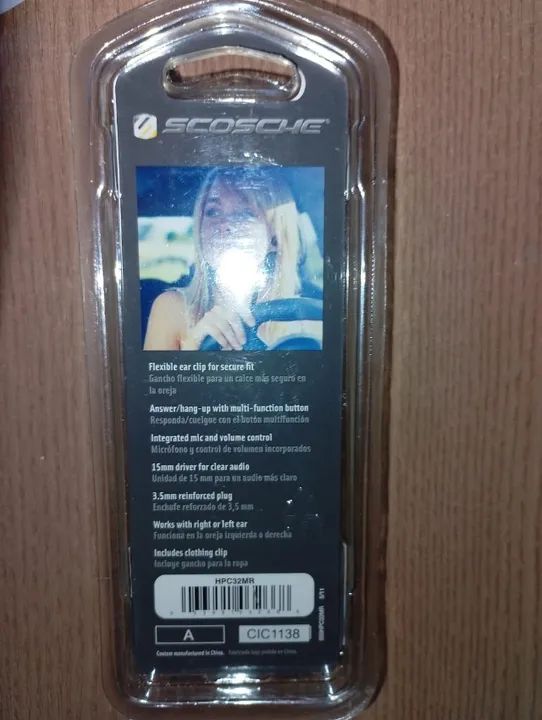 SCOSCHE
Flexible ear clip for secure fit
Gancho flexible para un calce más seguro en
la oreja
Answer/hang-up with multi-function button
Responda/cuelgue con el botón multifunción
Integrated mic and volume control
Micrófono y control de volumen incorporados
15mm driver for clear audio
Unidad de 15 mm para un audio más claro
3.5mm reinforced plug
Enchufe reforzado de 3,5 mm
Works with right or left ear
Funciona en la oreja izquierda o derecha
Includes clothing clip
Incluye gancho para la ropa
HPC32MR
A
CIC1138
Content manufactured in China.